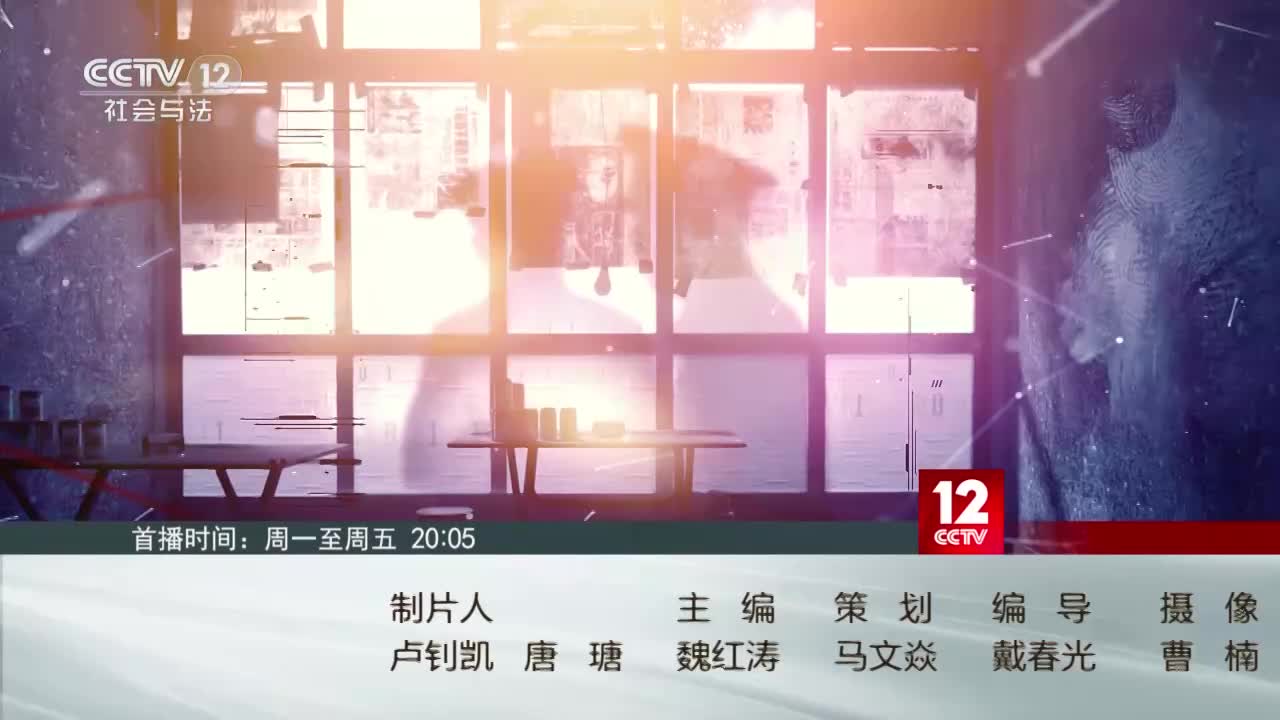 CCTV 12
社会与法
首播时间：周一至周五 20:05
12
CCTV
制片人 主 编 策 划 编 导 摄 像
卢钊凯 唐 瑭 魏红涛 马文焱 戴春光 曹 楠